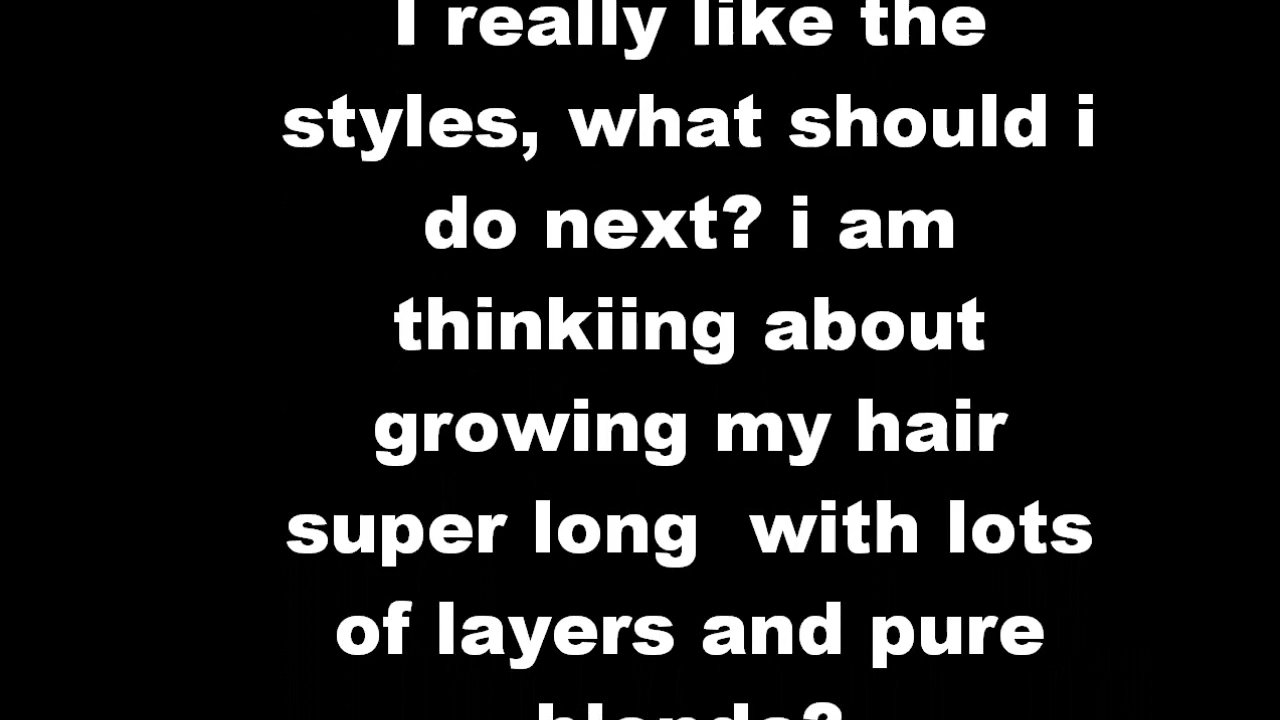 I really like the
styles, what should i
do next? i am
thinkiing about
growing my hair
super long  with lots
of layers and pure
blonde?